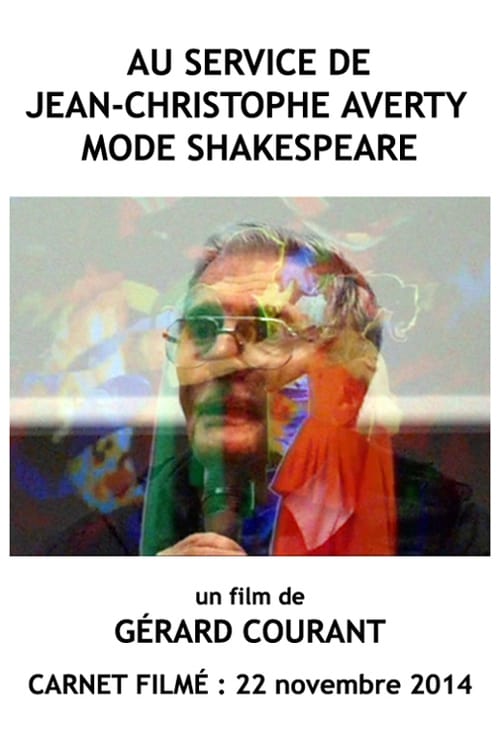 AU SERVICE DE
JEAN-CHRISTOPHE AVERTY
MODE SHAKESPEARE
un film de
GÉRARD COURANT
CARNET FILMÉ : 22 novembre 2014